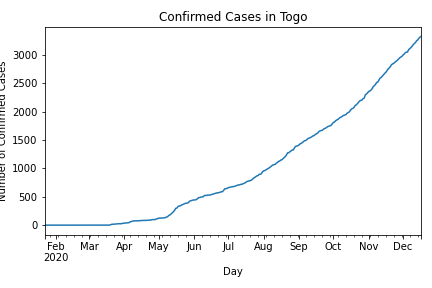 Confirmed Cases in Togo
Number of Confirmed Cases
3000
2500
2000
1500
1000
500
0
Feb Mar Apr May Jun Jul Aug Sep Oct Nov Dec
2020
Day